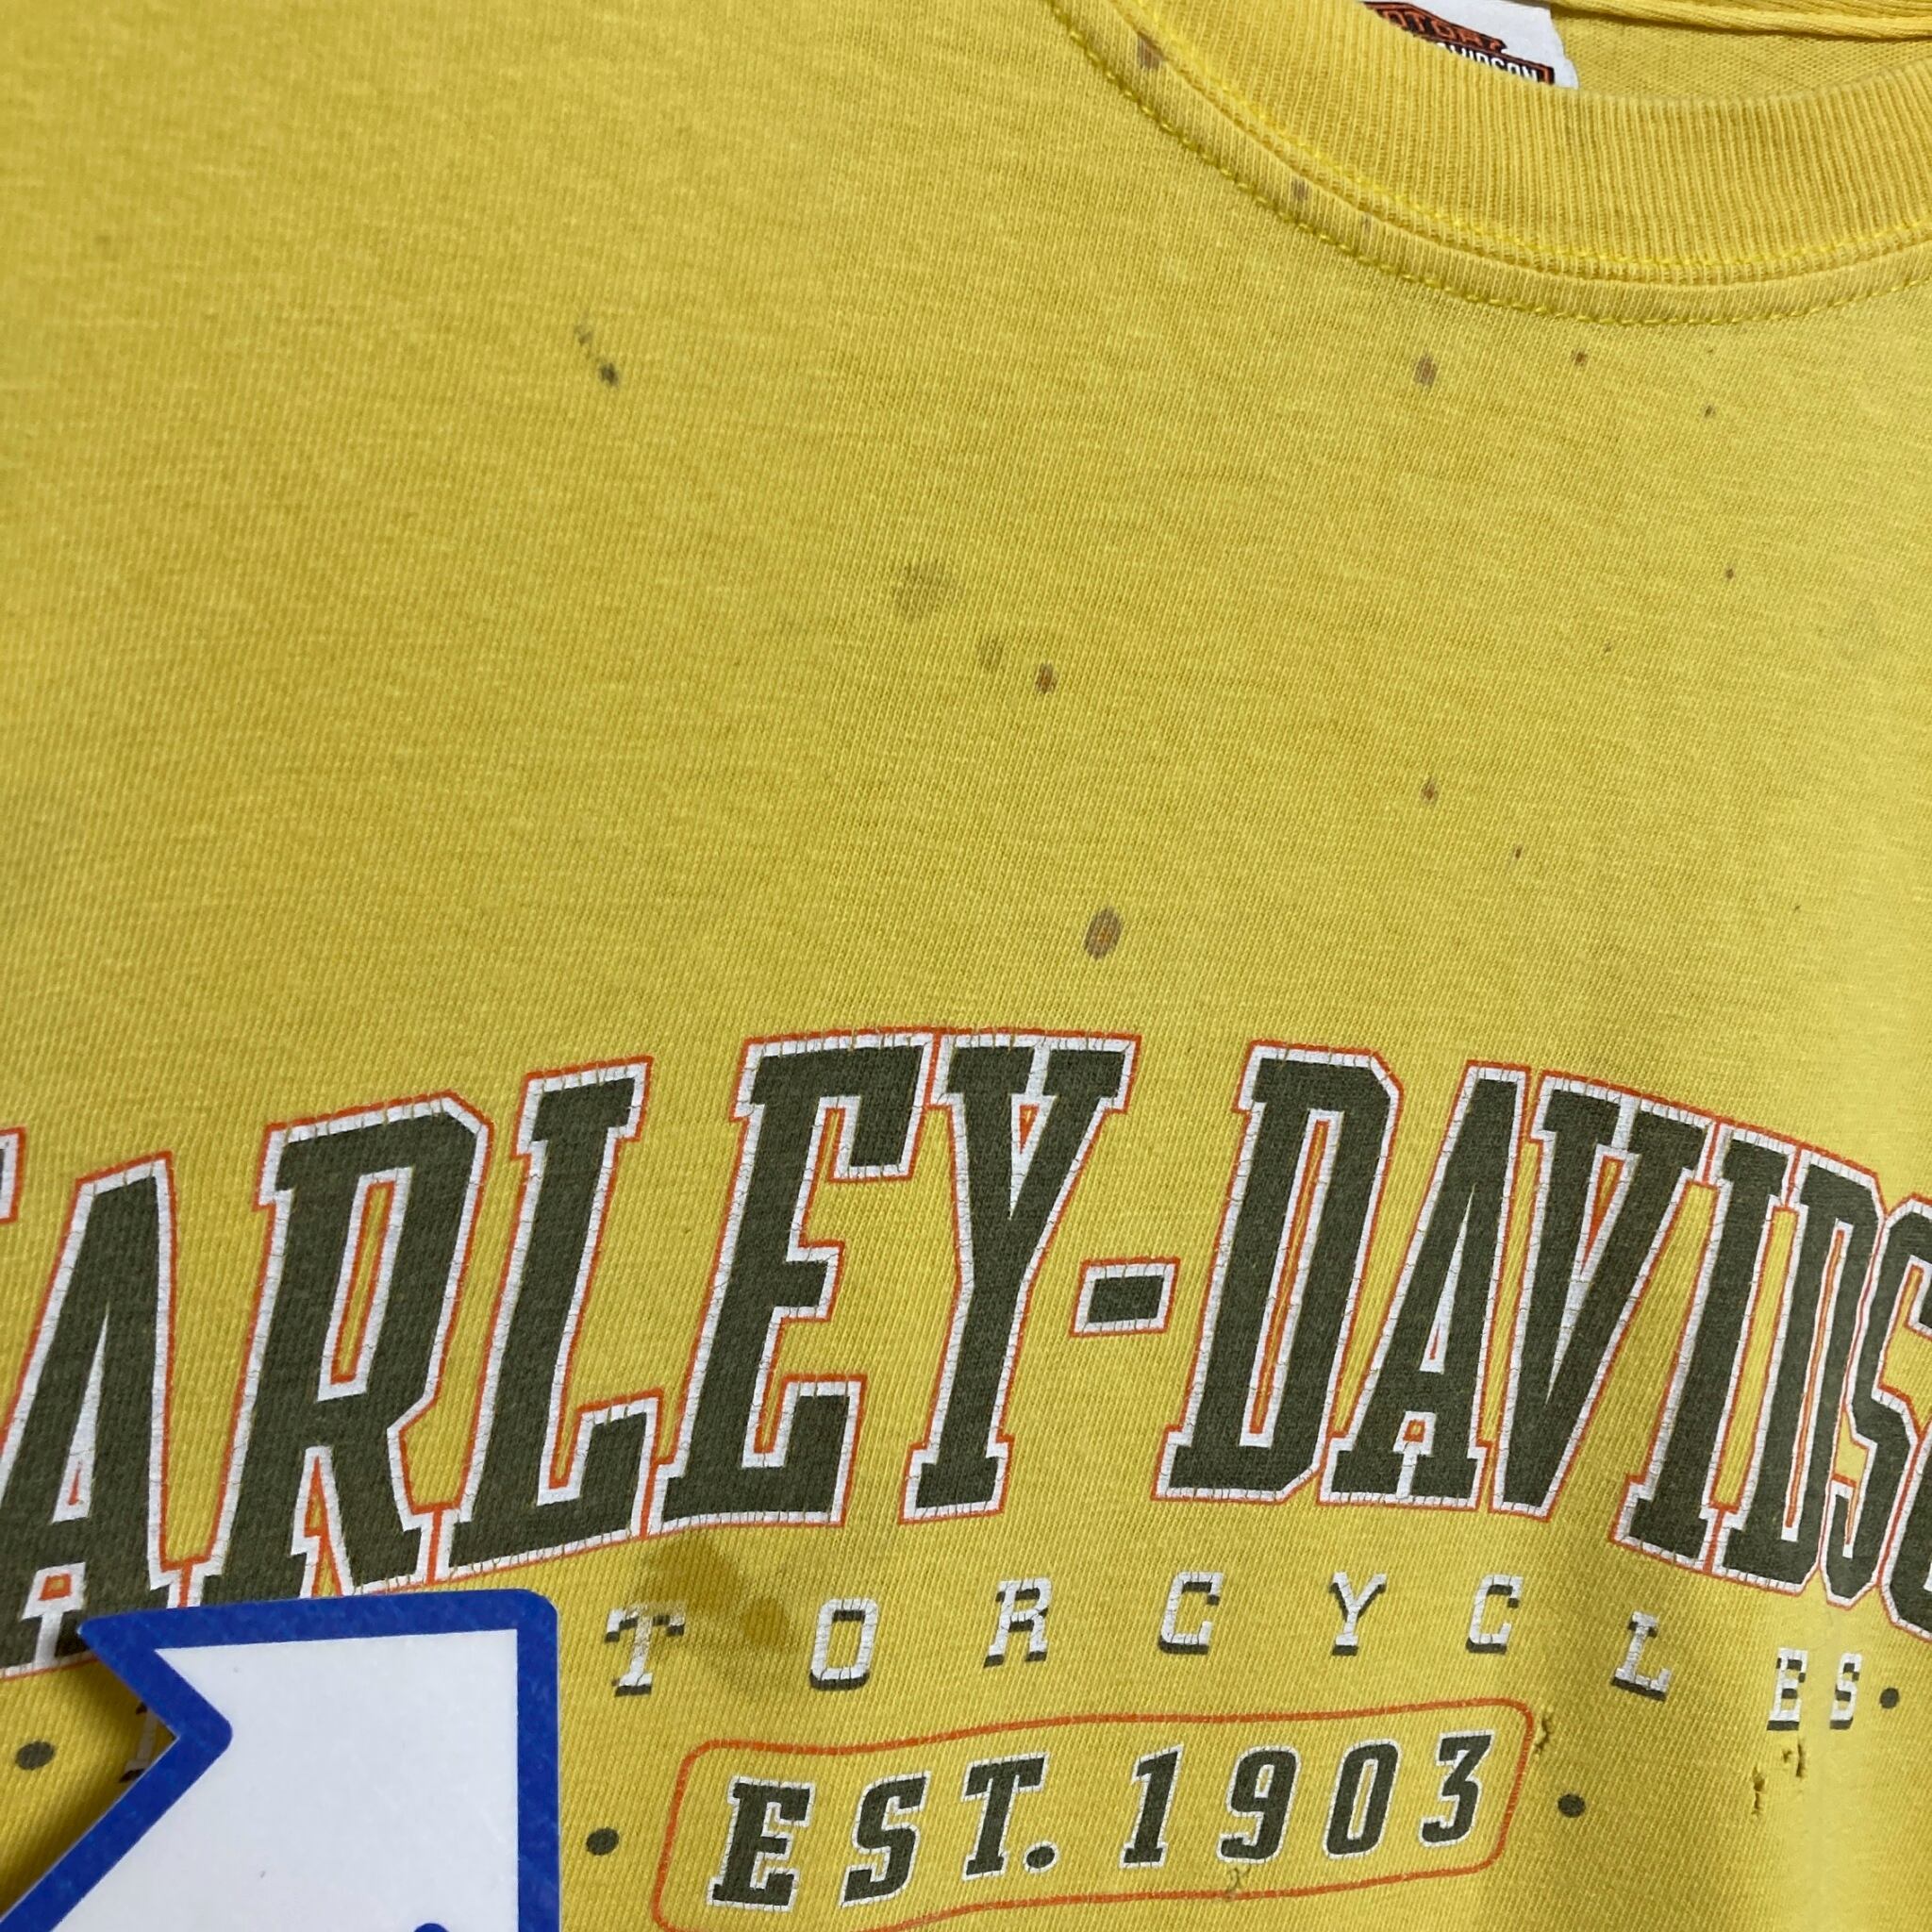 ARLEY-DAVIDS
TORCYCLES
EST. 1903